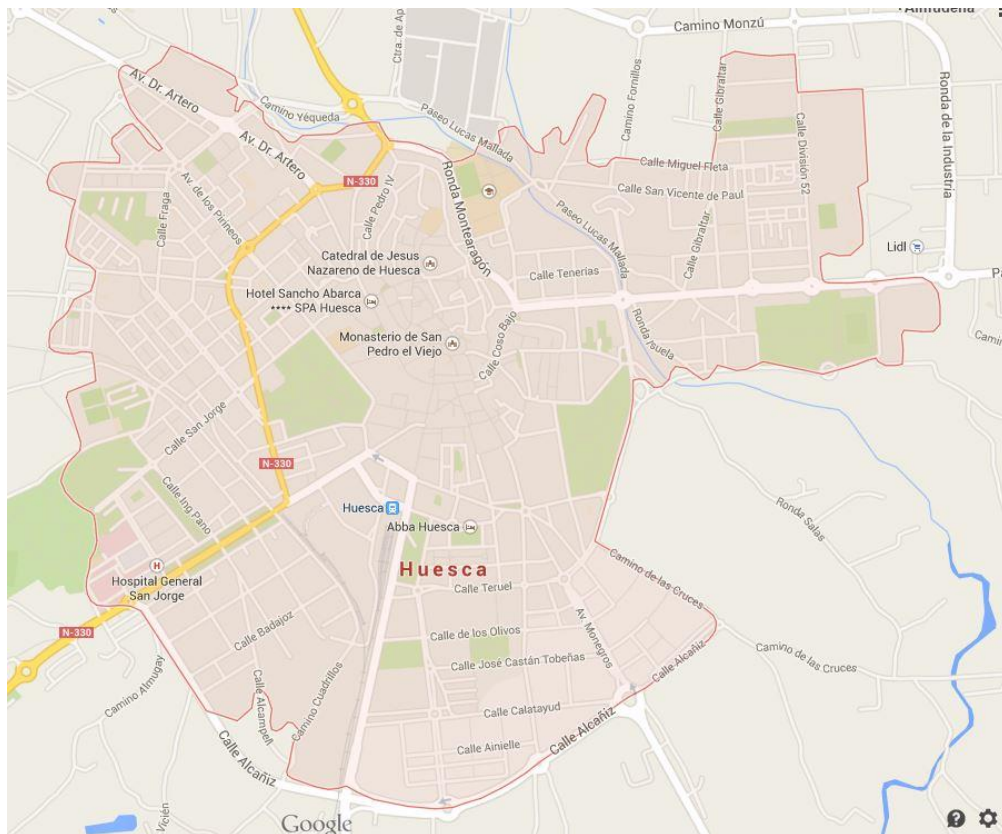 Almudena
Camino Monzú
Ctra. de Ap
Av. Dr. Artero
Camino Yéqueda
Paseo Lucas Mallada
Camino Fornillos
Calle Gibraltar
Calle División 52
Ronda de la Industria
Av. Dr. Artero
N-330
Calle Miguel Fleta
Calle San Vicente de Paul
Calle Fraga
Av. de los Pirineos
Calle Pedro IV
Ronda Montearagón
Paseo Lucas Mallada
Calle Gibraltar
Lidl
Catedral de Jesus
Nazareno de Huesca
Calle Tenerías
Pa
Hotel Sancho Abarca
**** SPA Huesca
Monasterio de San
Pedro el Viejo
Calle Coso Bajo
Ronda Isuela
Camin
Calle San Jorge
N-330
Calle Ing Pano
Huesca
Abba Huesca
Ronda Salas
Hospital General
San Jorge
H
Huesca
Calle Teruel
Camino de las Cruces
N-330
Calle Badajoz
Calle de los Olivos
Av. Monegros
Camino de las Cruces
Calle José Castán Tobeñas
Calle Alcañiz
Camino Almugay
Calle Alcampell
Camino Cuadrillos
Calle Calatayud
Calle Alcañiz
Calle Ainielle
Calle Alcañiz
Vicién
Google
?